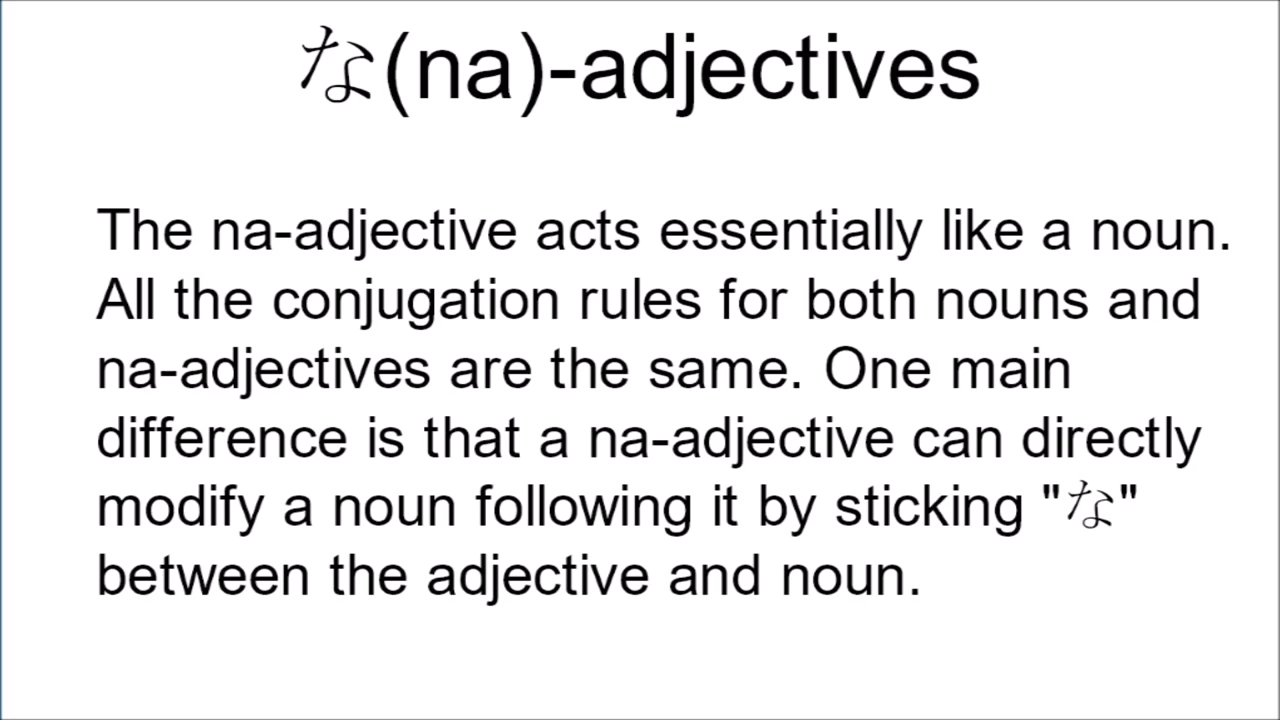 な(na)-adjectives
The na-adjective acts essentially like a noun.
All the conjugation rules for both nouns and
na-adjectives are the same. One main
difference is that a na-adjective can directly
modify a noun following it by sticking "な"
between the adjective and noun.